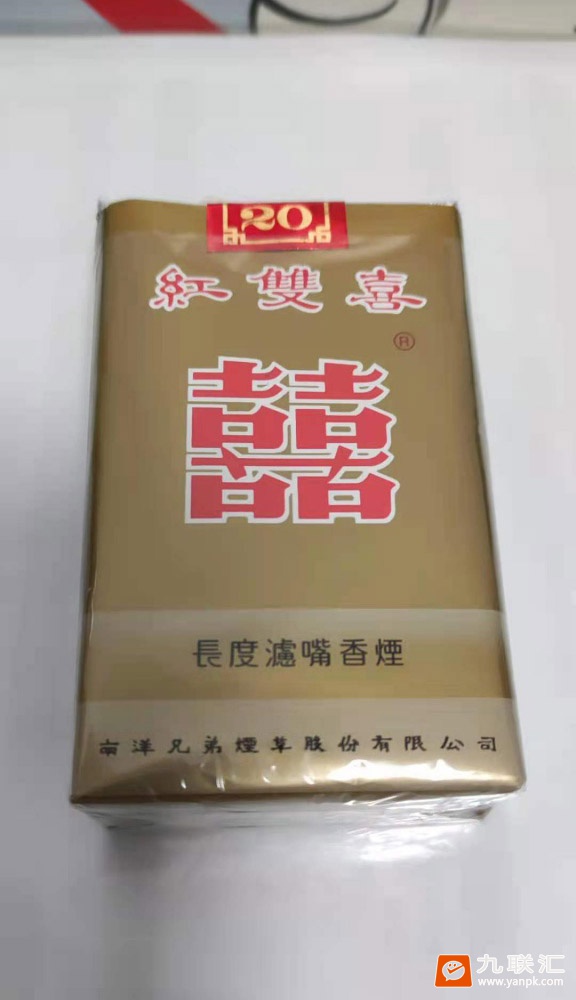 20
紅雙喜
®
囍
長度濾嘴香煙
南洋兄弟煙草股份有限公司
九联汇
www.yanpk.com